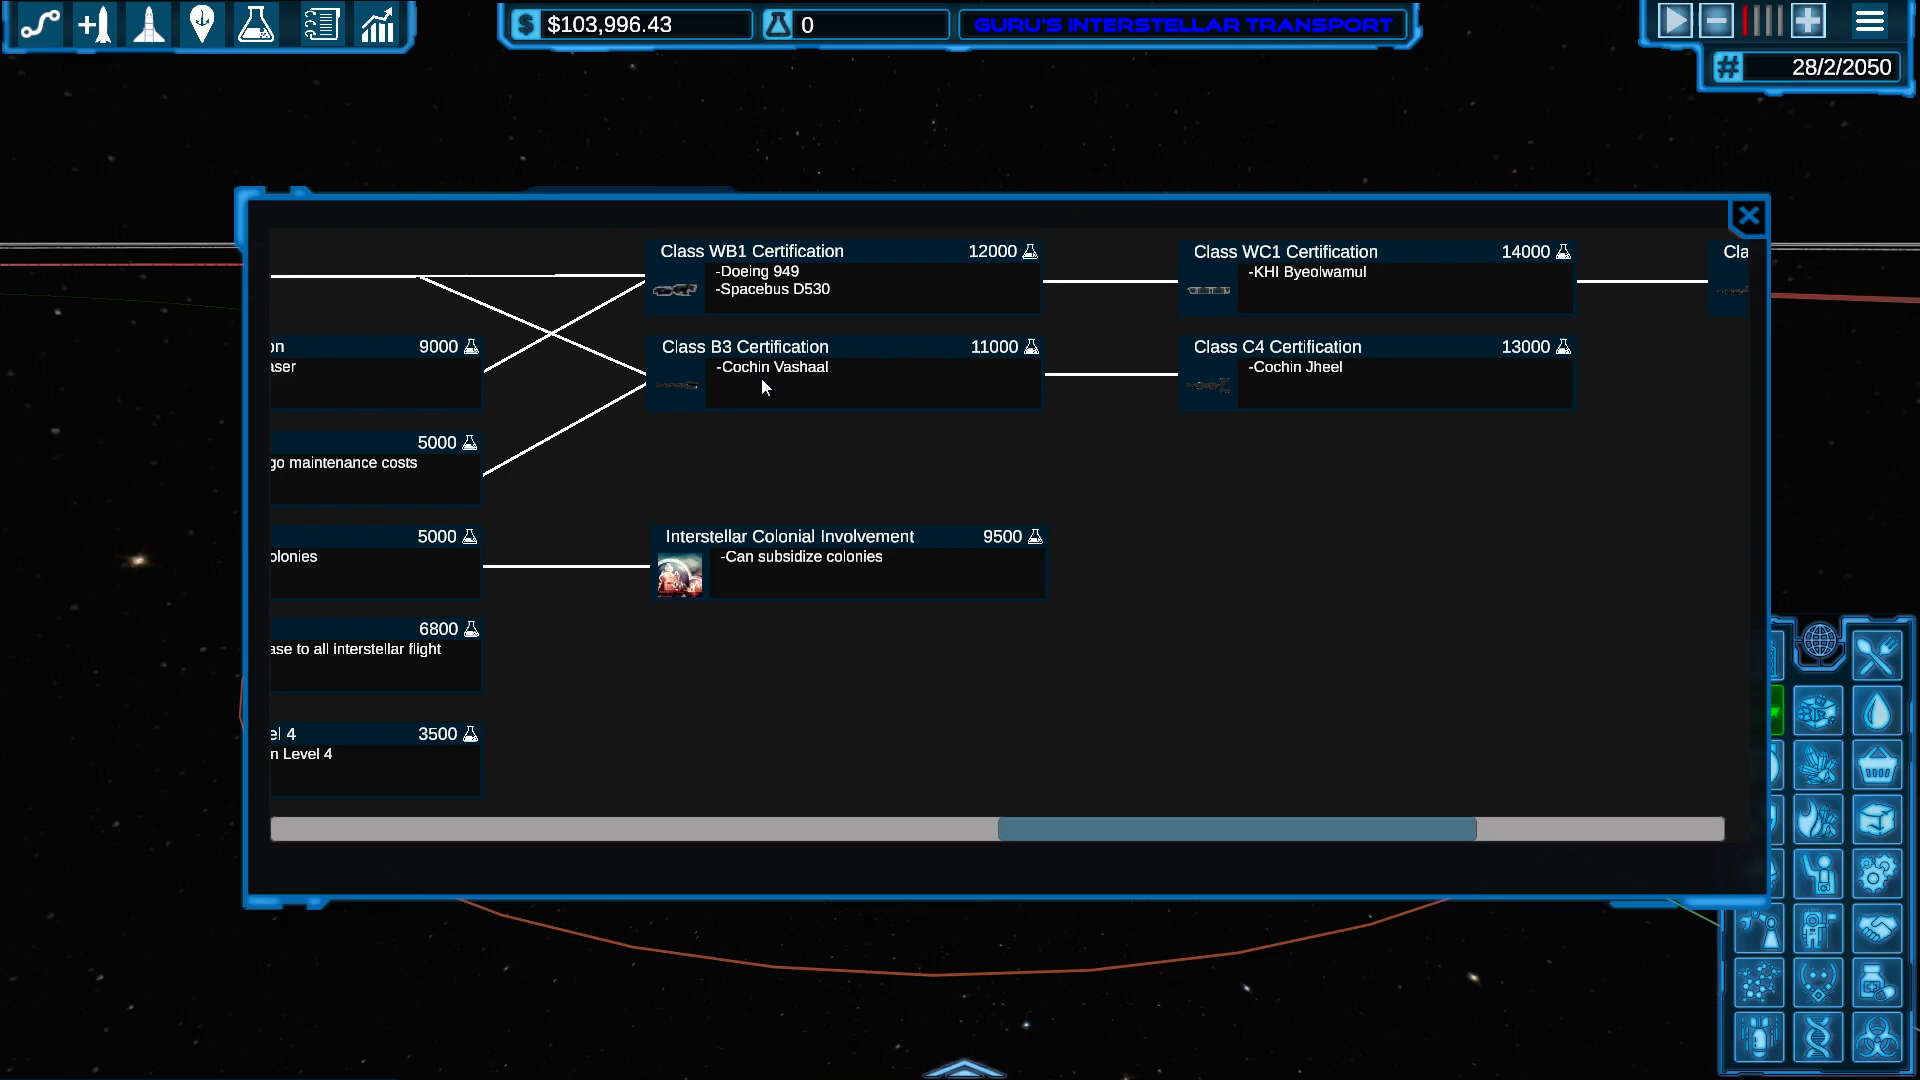 $103,996.43
0
GURU'S INTERSTELLAR TRANSPORT
28/2/2050
Class WB1 Certification 12000
-Doeing 949
-Spacebus D530
Class WC1 Certification 14000
-KHI Byeolwamul
Cla
on 9000
aser
Class B3 Certification 11000
-Cochin Vashaal
Class C4 Certification 13000
-Cochin Jheel
5000
go maintenance costs
5000
olonies
Interstellar Colonial Involvement 9500
-Can subsidize colonies
6800
ase to all interstellar flight
el 4 3500
n Level 4